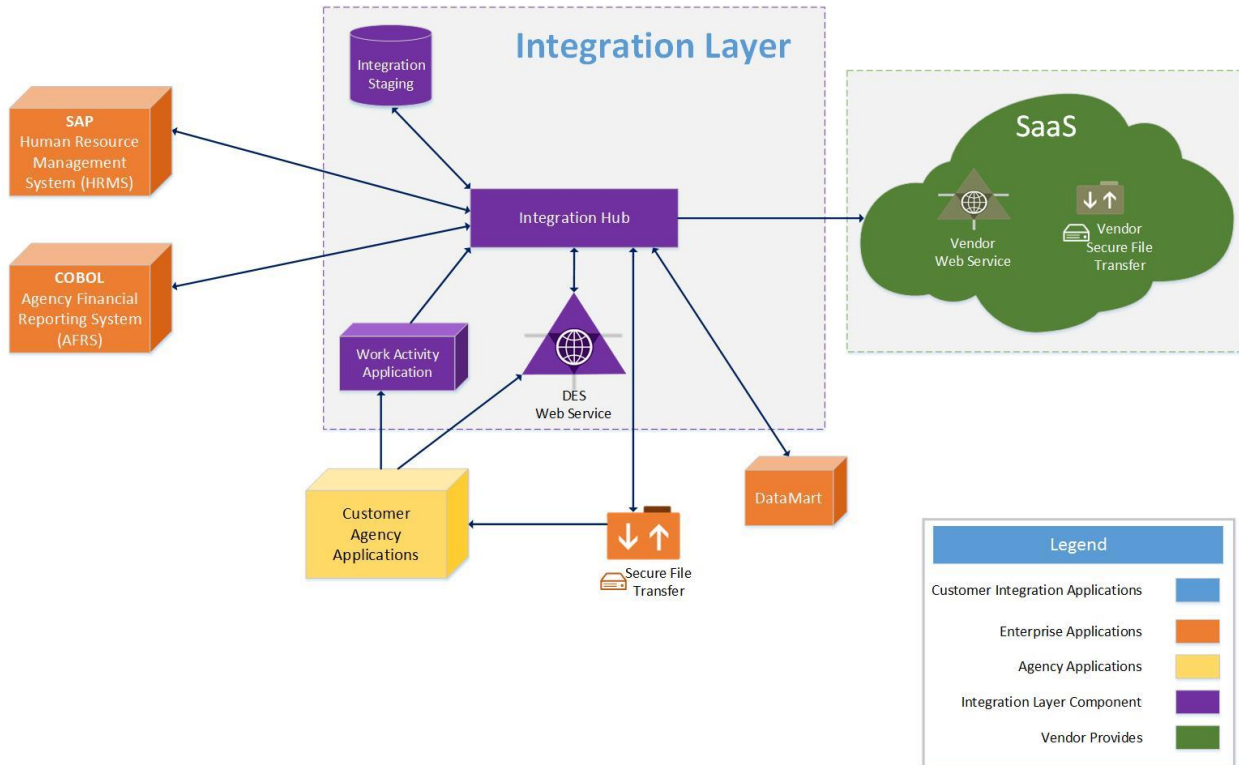 Integration Layer
Integration
Staging
SAP
Human Resource
Management
System (HRMS)
SaaS
Integration Hub
Vendor
Web Service
Vendor
Secure File
Transfer
COBOL
Agency Financial
Reporting System
(AFRS)
Work Activity
Application
DES
Web Service
DataMart
Customer
Agency
Applications
Secure File
Transfer
Legend
Customer Integration Applications
Enterprise Applications
Agency Applications
Integration Layer Component
Vendor Provides